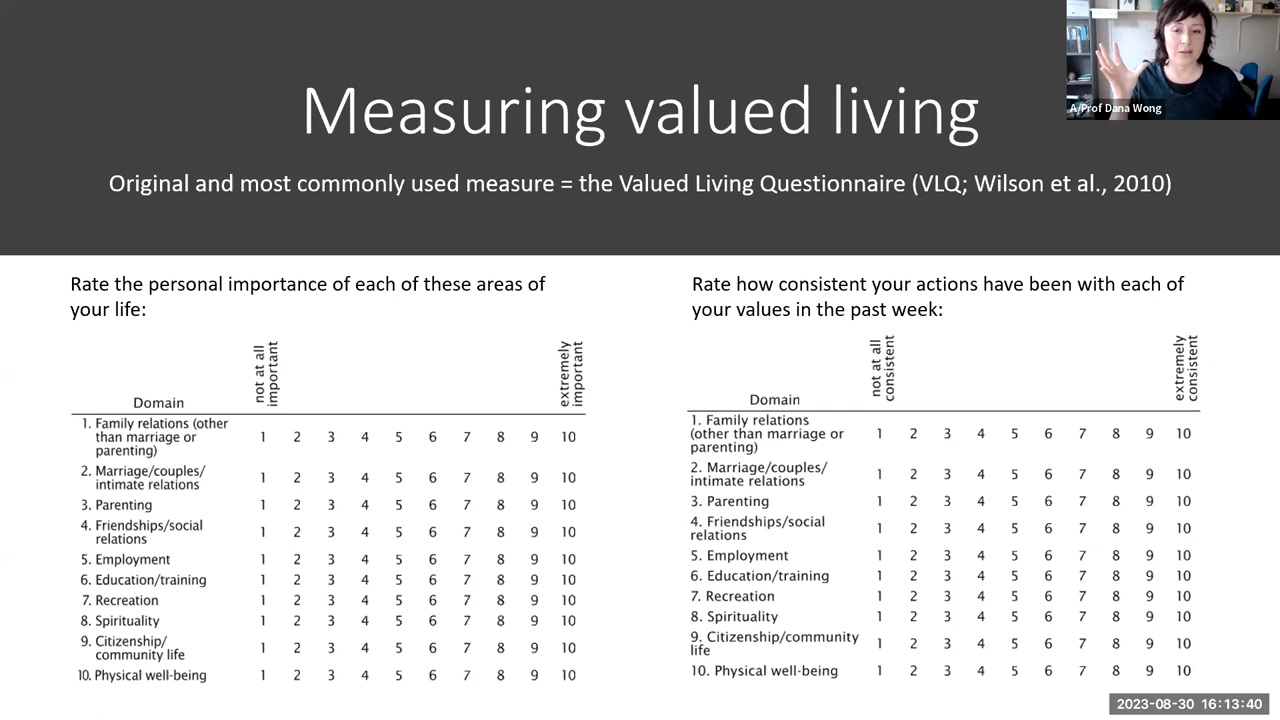 Measuring valued living
A/Prof Dana Wong
Original and most commonly used measure = the Valued Living Questionnaire (VLQ; Wilson et al., 2010)
Rate the personal importance of each of these areas of
your life:
Domain
not at all
important
extremely
important
1. Family relations (other
than marriage or
parenting)
1 2 3 4 5 6 7 8 9 10
2. Marriage/couples/
intimate relations
1 2 3 4 5 6 7 8 9 10
3. Parenting 1 2 3 4 5 6 7 8 9 10
4. Friendships/social
relations
1 2 3 4 5 6 7 8 9 10
5. Employment 1 2 3 4 5 6 7 8 9 10
6. Education/training 1 2 3 4 5 6 7 8 9 10
7. Recreation 1 2 3 4 5 6 7 8 9 10
8. Spirituality 1 2 3 4 5 6 7 8 9 10
9. Citizenship/
community life
1 2 3 4 5 6 7 8 9 10
10. Physical well-being 1 2 3 4 5 6 7 8 9 10
Rate how consistent your actions have been with each of
your values in the past week:
Domain
not at all
consistent
extremely
consistent
1. Family relations
(other than marriage or
parenting)
1 2 3 4 5 6 7 8 9 10
2. Marriage/couples/
intimate relations
1 2 3 4 5 6 7 8 9 10
3. Parenting 1 2 3 4 5 6 7 8 9 10
4. Friendships/social
relations
1 2 3 4 5 6 7 8 9 10
5. Employment 1 2 3 4 5 6 7 8 9 10
6. Education/training 1 2 3 4 5 6 7 8 9 10
7. Recreation 1 2 3 4 5 6 7 8 9 10
8. Spirituality 1 2 3 4 5 6 7 8 9 10
9. Citizenship/community
life
1 2 3 4 5 6 7 8 9 10
10. Physical well-being 1 2 3 4 5 6 7 8 9 10
2023-08-30 16:13:40